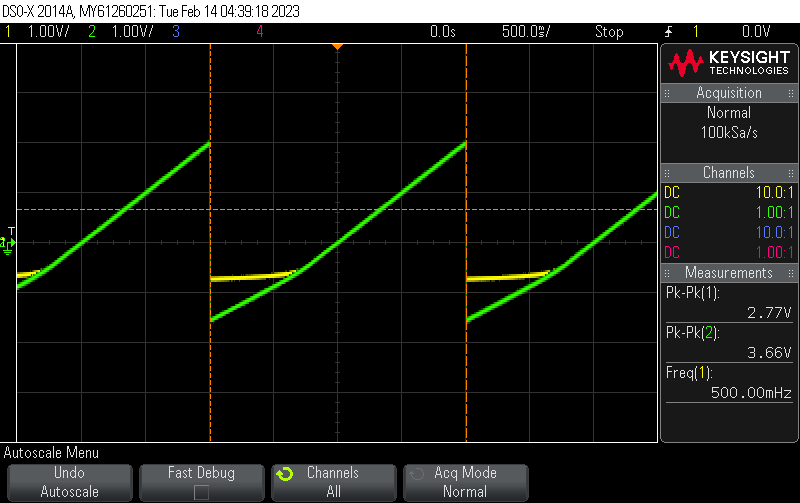 DSO-X 2014A, MY61260251: Tue Feb 14 04:39:18 2023
1 1.00V/ 2 1.00V/ 3 4 0.0s 500.0ms/ Stop 1 0.0V
KEYSIGHT
TECHNOLOGIES
Acquisition
Normal
100kSa/s
Channels
DC 10.0:1
DC 1.00:1
DC 10.0:1
DC 1.00:1
Measurements
Pk-Pk(1):
2.77V
Pk-Pk(2):
3.66V
Freq(1):
500.00mHz
T
2
Autoscale Menu
Undo
Autoscale
Fast Debug
Channels
All
Acq Mode
Normal